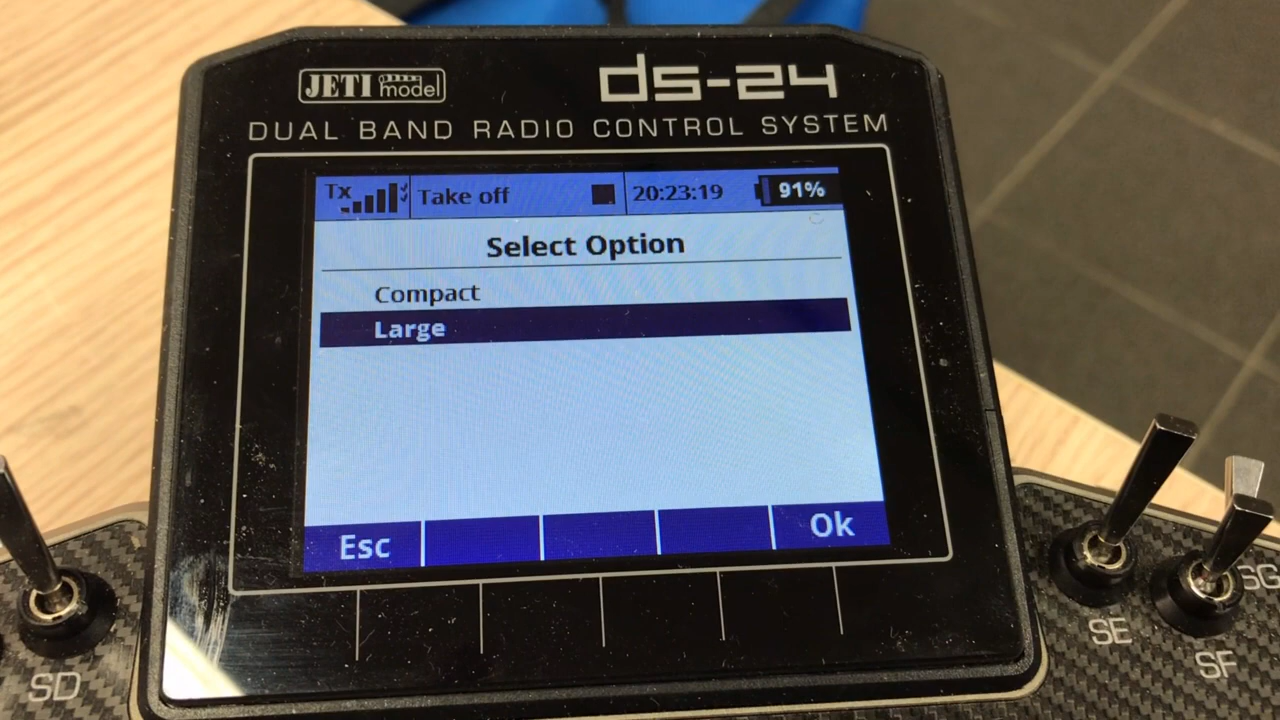 JETI model
ds-24
DUAL BAND RADIO CONTROL SYSTEM
Tx Take off 20:23:19 91%
Select Option
Compact
Large
Esc Ok
SD
SE
SF
SG